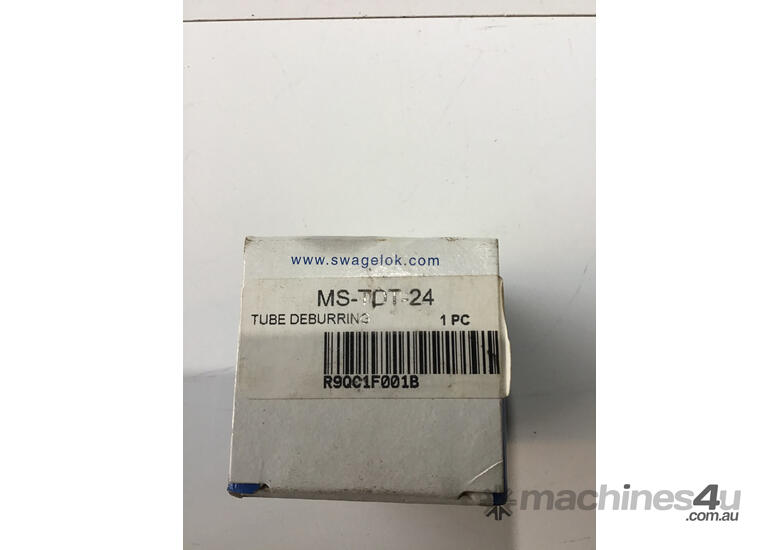 www.swagelok.com
MS-TDT-24
TUBE DEBURRING
1 PC
R9QC1F001B
machines4u
.com.au